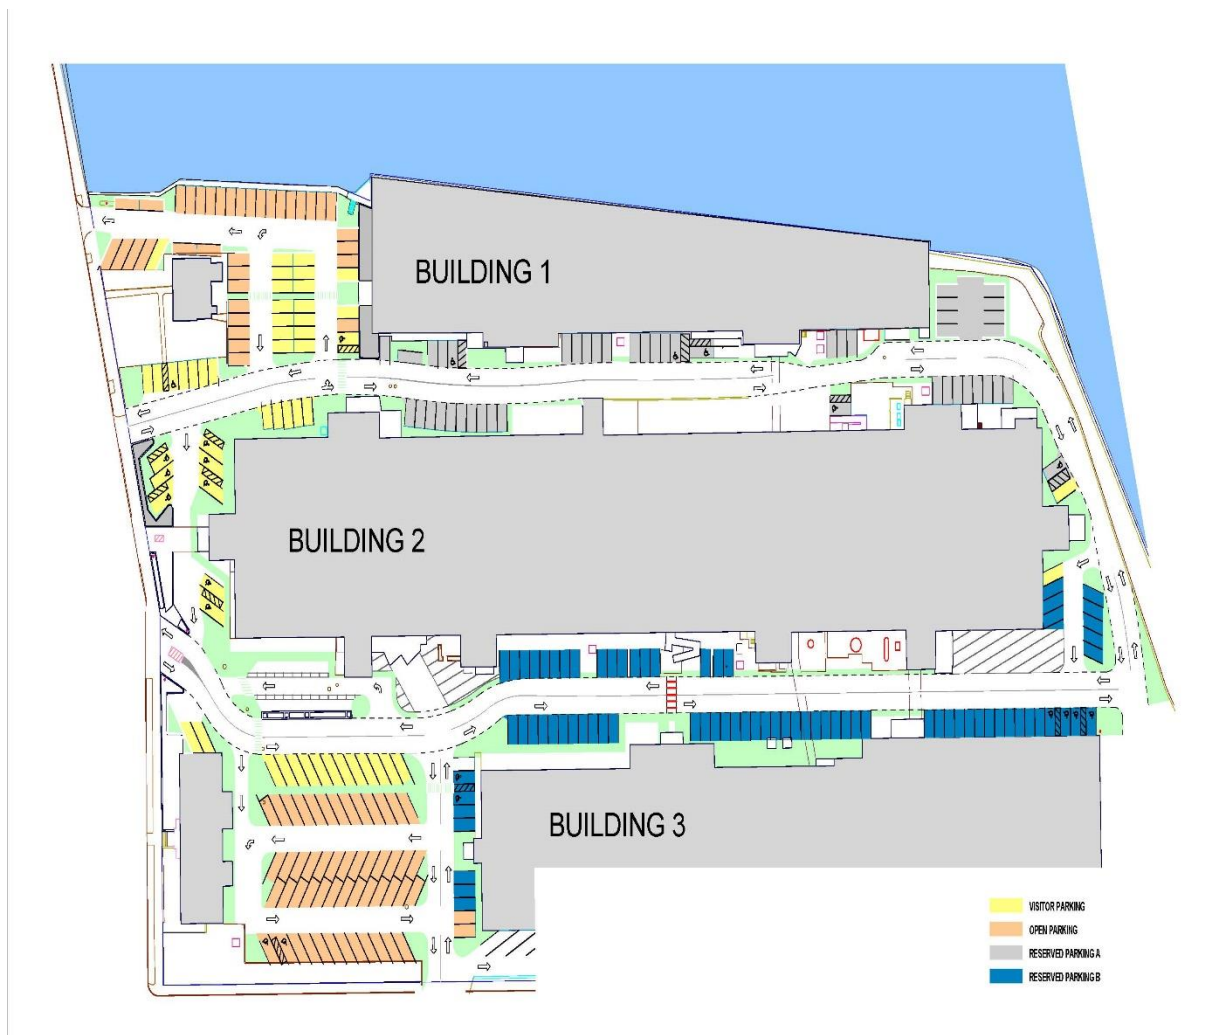 BUILDING 1
BUILDING 2
BUILDING 3
VISITOR PARKING
OPEN PARKING
RESERVED PARKING A
RESERVED PARKING B